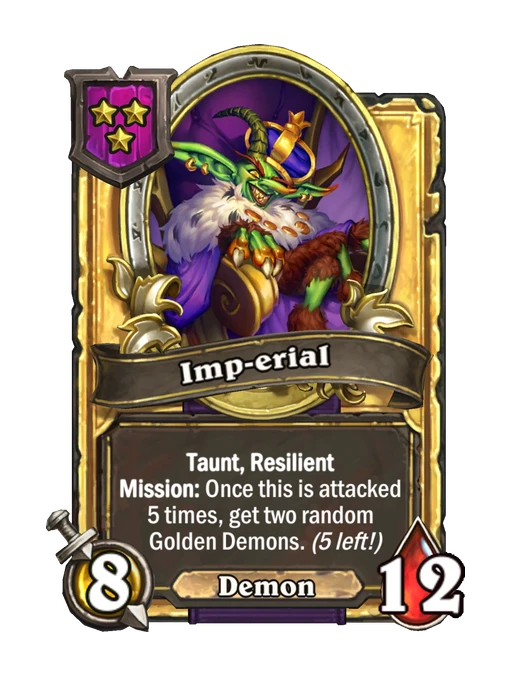 Imp-erial
Taunt, Resilient
Mission: Once this is attacked
5 times, get two random
Golden Demons. (5 left!)
8
Demon
12